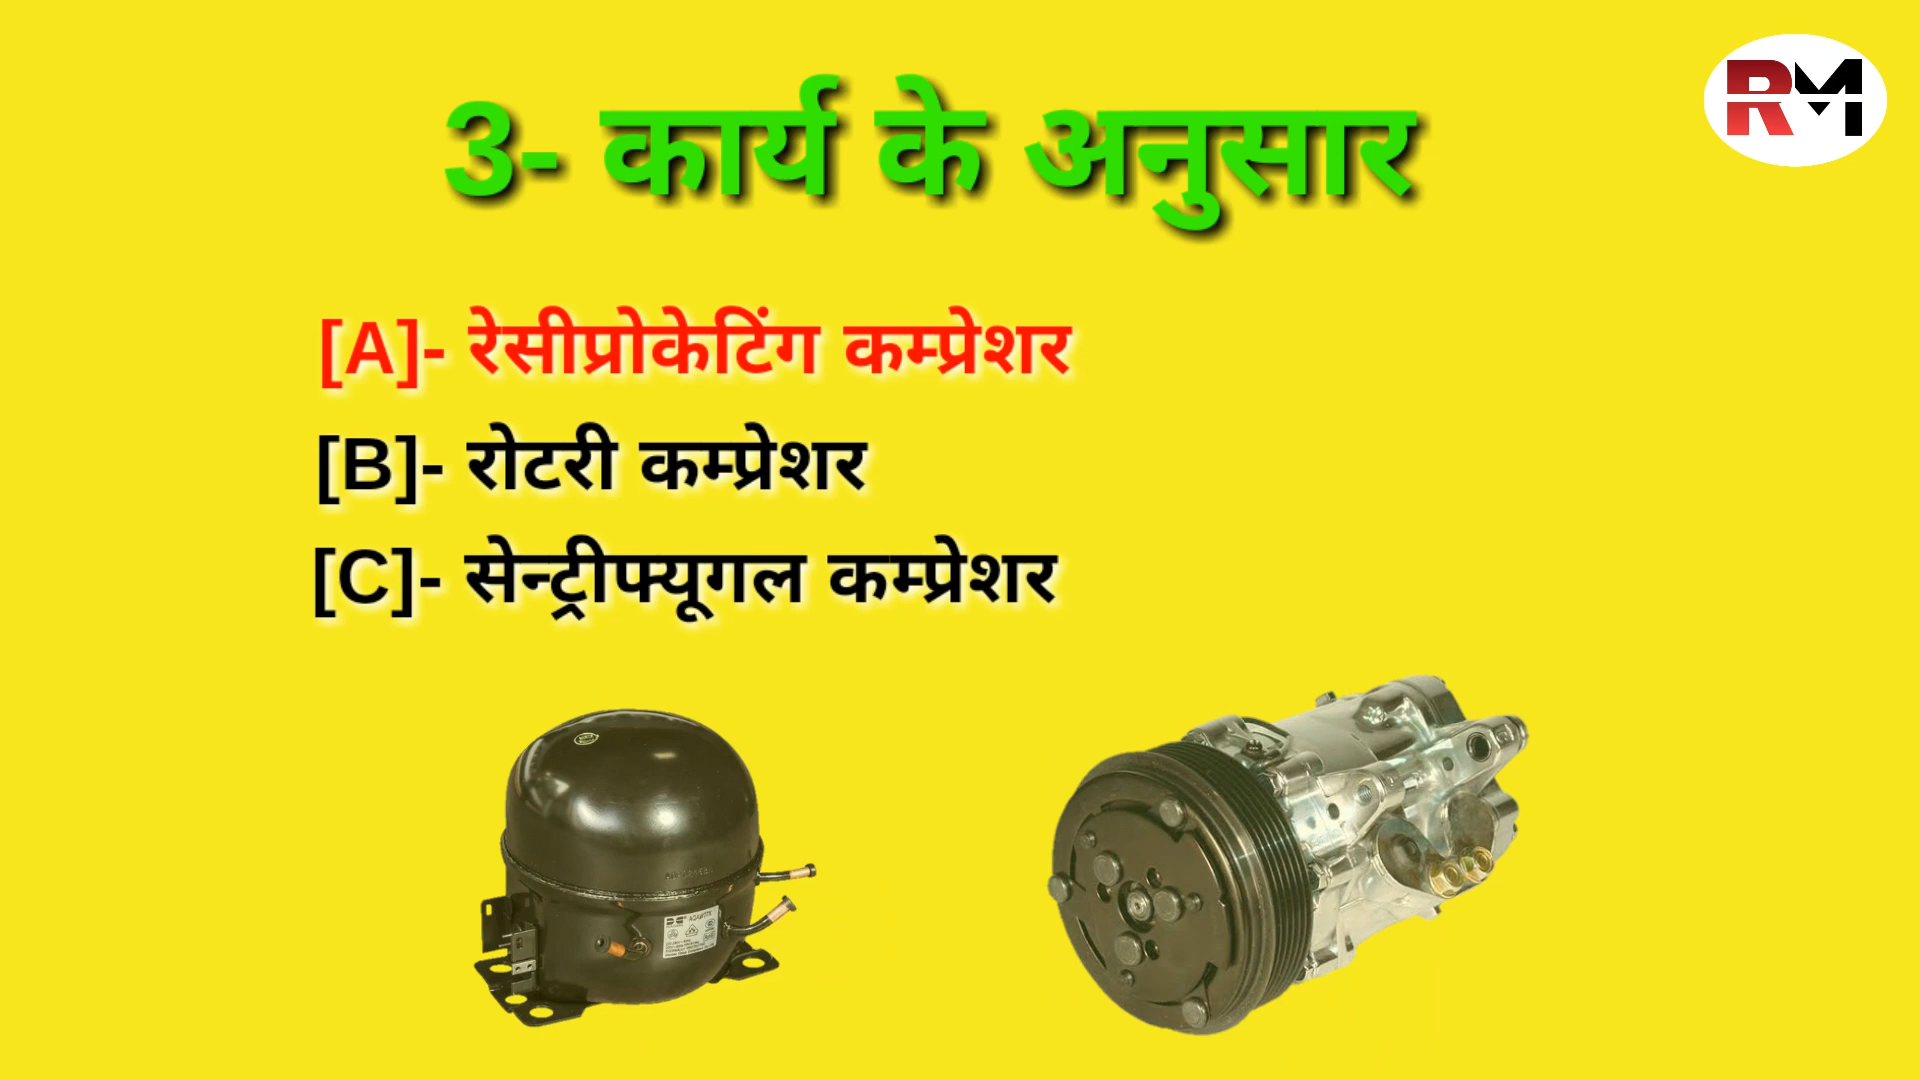 RM
3- कार्य के अनुसार
[A]- रेसीप्रोकेटिंग कम्प्रेशर
[B]- रोटरी कम्प्रेशर
[C]- सेन्ट्रीफ्यूगल कम्प्रेशर